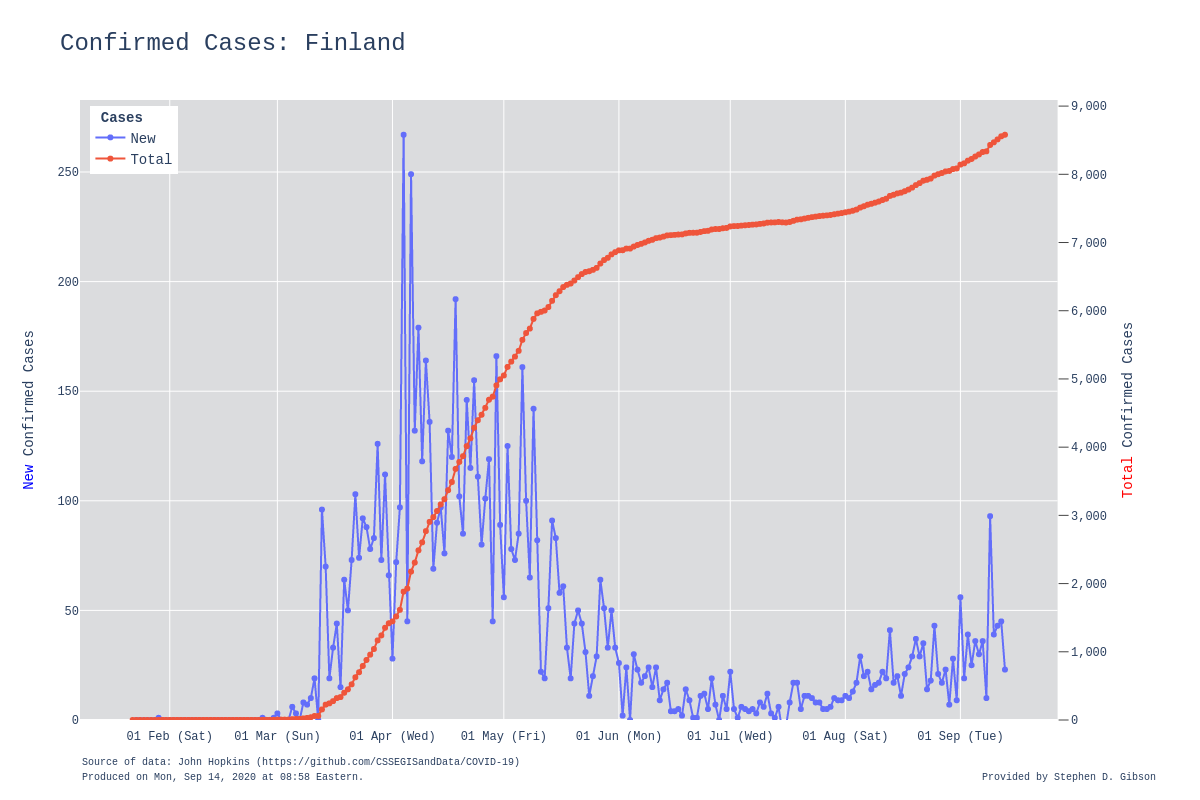 Confirmed Cases: Finland
Cases
New
Total
250
200
150
100
50
0
9,000
8,000
7,000
6,000
5,000
4,000
3,000
2,000
1,000
0
New Confirmed Cases
Total Confirmed Cases
01 Feb (Sat)
01 Mar (Sun)
01 Apr (Wed)
01 May (Fri)
01 Jun (Mon)
01 Jul (Wed)
01 Aug (Sat)
01 Sep (Tue)
Source of data: John Hopkins (https://github.com/CSSEGISandData/COVID-19)
Produced on Mon, Sep 14, 2020 at 08:58 Eastern.
Provided by Stephen D. Gibson